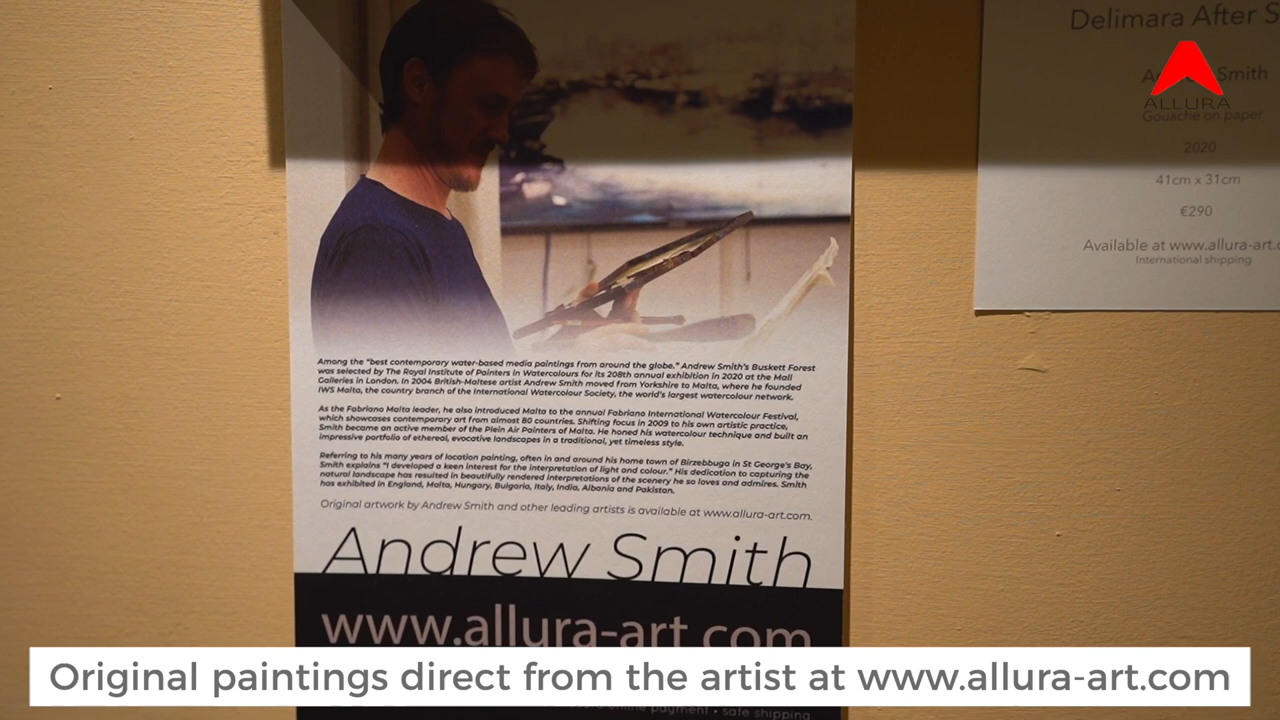 Among the “best contemporary water-based media paintings from around the globe.” Andrew Smith's Buskett Forest
was selected by The Royal Institute of Painters in Watercolours for its 208th annual exhibition in 2020 at the Mall
Galleries in London. In 2004 British-Maltese artist Andrew Smith moved from Yorkshire to Malta, where he founded
IWS Malta, the country branch of the International Watercolour Society, the world's largest watercolour network.
As the Fabriano Malta leader, he also introduced Malta to the annual Fabriano International Watercolour Festival,
which showcases contemporary art from almost 80 countries. Shifting focus in 2009 to his own artistic practice,
Smith became an active member of the Plein Air Painters of Malta. He honed his watercolour technique and built an
impressive portfolio of ethereal, evocative landscapes in a traditional, yet timeless style.
Referring to his many years of location painting, often in and around his home town of Birzebbuga in St George's Bay,
Smith explains “I developed a keen interest for the interpretation of light and colour.” His dedication to capturing the
natural landscape has resulted in beautifully rendered interpretations of the scenery he so loves and admires. Smith
has exhibited in England, Malta, Hungary, Bulgaria, Italy, India, Albania and Pakistan.
Original artwork by Andrew Smith and other leading artists is available at www.allura-art.com.
Andrew Smith
www.allura-art.com
online payment • safe shipping
Delimara After
Smith
ALLURA
Gouache on paper
2020
41cm x 31cm
€290
Available at www.allura-art.
International shipping
Original paintings direct from the artist at www.allura-art.com